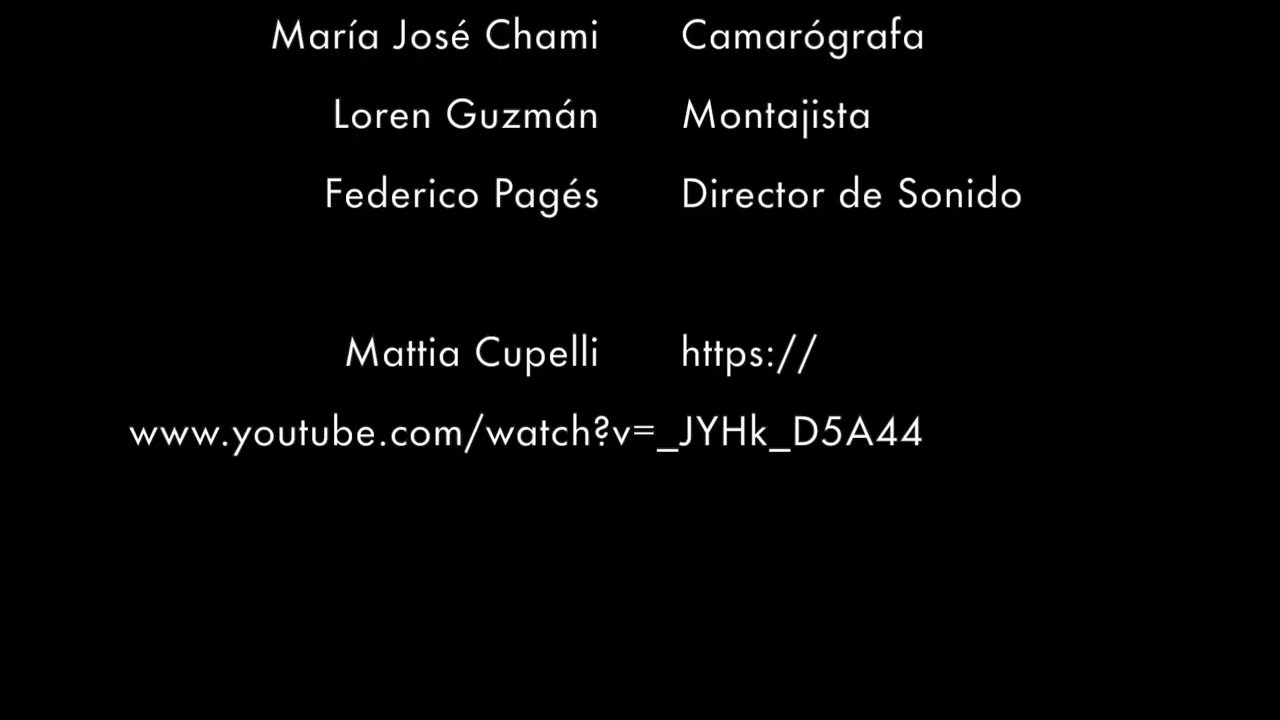 María José Chami Camarógrafa
Loren Guzmán Montajista
Federico Pagés Director de Sonido
Mattia Cupelli https://
www.youtube.com/watch?v=_JYHk_D5A44